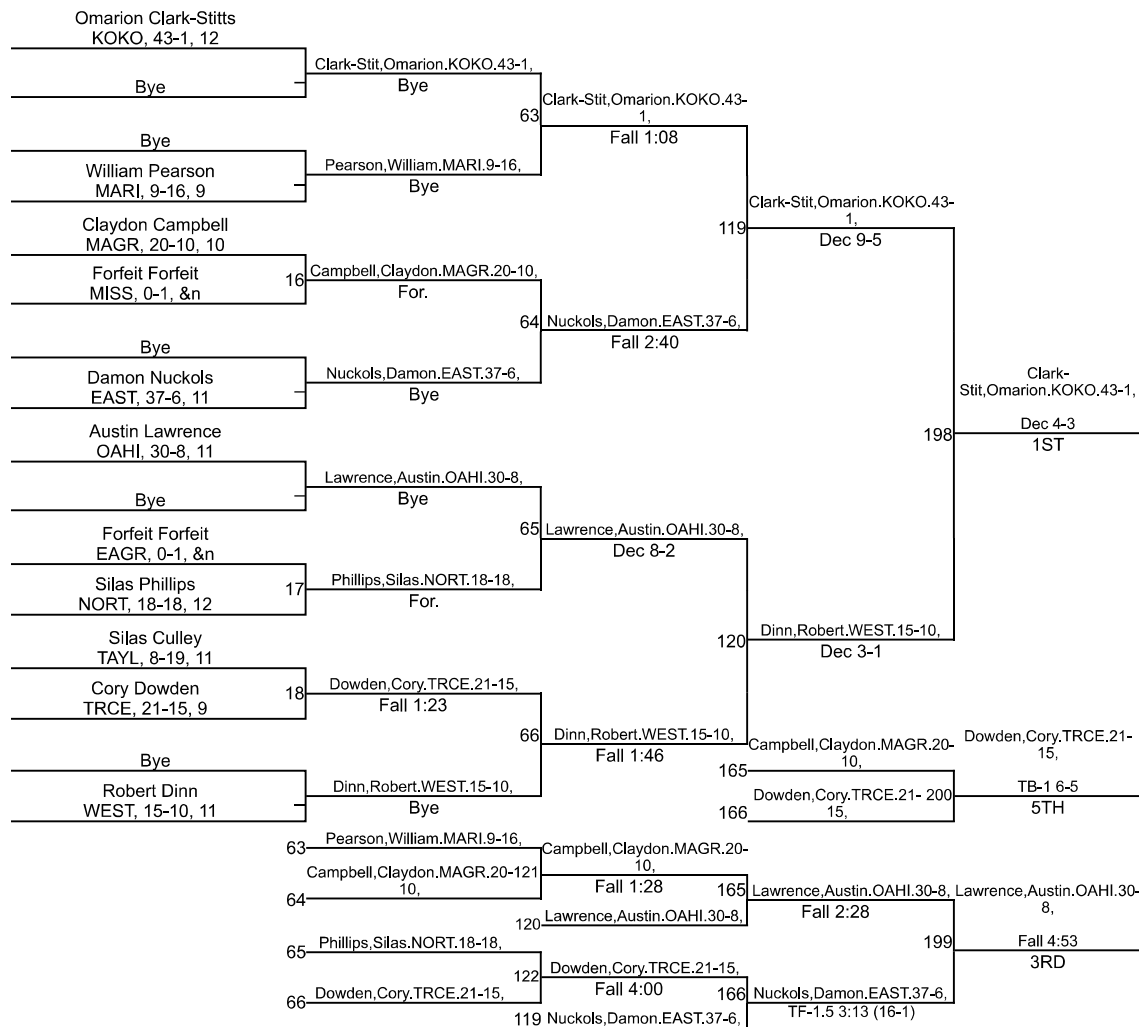 Omarion Clark-Stitts
KOKO, 43-1, 12
Bye
Bye
William Pearson
MARI, 9-16, 9
Claydon Campbell
MAGR, 20-10, 10
Forfeit Forfeit
MISS, 0-1, &n
Bye
Damon Nuckols
EAST, 37-6, 11
Austin Lawrence
OAHI, 30-8, 11
Bye
Forfeit Forfeit
EAGR, 0-1, &n
Silas Phillips
NORT, 18-18, 12
Silas Culley
TAYL, 8-19, 11
Cory Dowden
TRCE, 21-15, 9
Bye
Robert Dinn
WEST, 15-10, 11
Clark-Stit,Omarion.KOKO.43-1,
Bye
Pearson,William.MARI.9-16,
Bye
16
Campbell,Claydon.MAGR.20-10,
For.
Nuckols,Damon.EAST.37-6,
Bye
Lawrence,Austin.OAHI.30-8,
Bye
17
Phillips,Silas.NORT.18-18,
For.
18
Dowden,Cory.TRCE.21-15,
Fall 1:23
Dinn,Robert.WEST.15-10,
Bye
63
Clark-Stit,Omarion.KOKO.43-
1,
Fall 1:08
64
Nuckols,Damon.EAST.37-6,
Fall 2:40
65
Lawrence,Austin.OAHI.30-8,
Dec 8-2
66
Dinn,Robert.WEST.15-10,
Fall 1:46
119
Clark-Stit,Omarion.KOKO.43-
1,
Dec 9-5
120
Dinn,Robert.WEST.15-10,
Dec 3-1
198
Clark-
Stit,Omarion.KOKO.43-1,
Dec 4-3
1ST
Campbell,Claydon.MAGR.20-
10,
165
Dowden,Cory.TRCE.21-
15,
166
200
Dowden,Cory.TRCE.21-
15,
TB-1 6-5
5TH
63
Pearson,William.MARI.9-16,
Campbell,Claydon.MAGR.20-
10,
64
121
Campbell,Claydon.MAGR.20-
10,
Fall 1:28
120
Lawrence,Austin.OAHI.30-8,
165
Lawrence,Austin.OAHI.30-8,
Fall 2:28
65
Phillips,Silas.NORT.18-18,
66
Dowden,Cory.TRCE.21-15,
122
Dowden,Cory.TRCE.21-15,
Fall 4:00
119
Nuckols,Damon.EAST.37-6,
166
Nuckols,Damon.EAST.37-6,
TF-1.5 3:13 (16-1)
199
Lawrence,Austin.OAHI.30-
8,
Fall 4:53
3RD